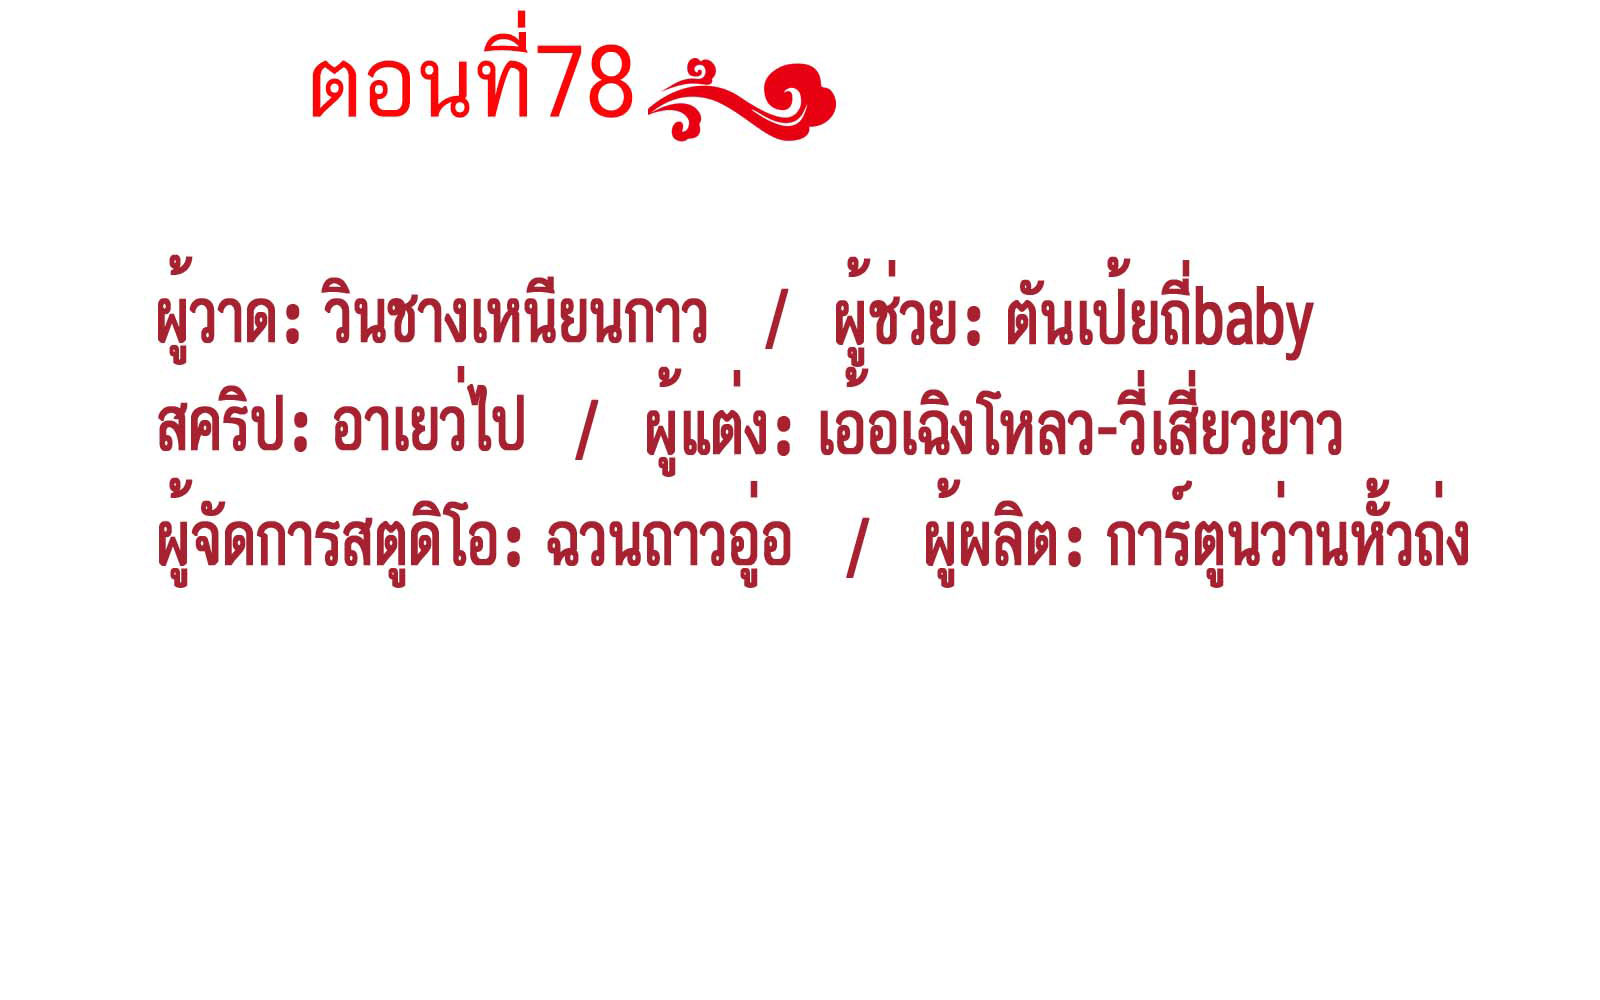 ตอนที่78
ผู้วาด: วินชางเหนียนกาว / ผู้ช่วย: ตันเป้ยถี่baby
สคริป: อาเยว่ไป / ผู้แต่ง: เอ้อเฉิงโหลว-วี่เสี่ยวยาว
ผู้จัดการสตูดิโอ: ฉวนถาวอู่อ / ผู้ผลิต: การ์ตูนว่านหั้วถ่ง